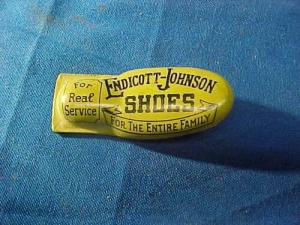 For
Real
Service
Endicott-Johnson
SHOES
For The Entire Family